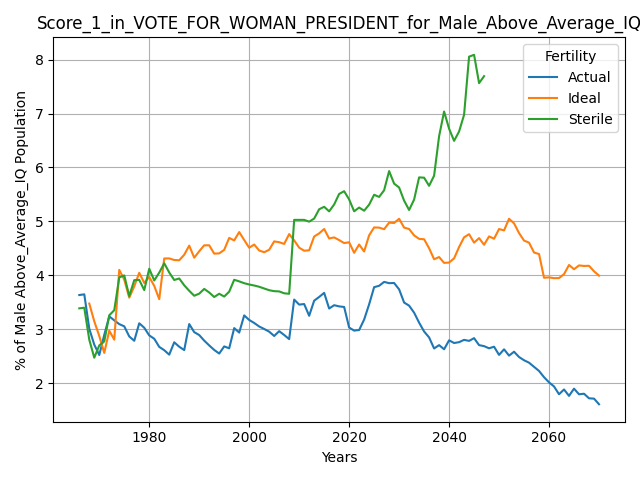 Score_1_in_VOTE_FOR_WOMAN_PRESIDENT_for_Male_Above_Average_IQ
% of Male Above_Average_IQ Population
8
7
6
5
4
3
2
Fertility
Actual
Ideal
Sterile
1980
2000
2020
2040
2060
Years